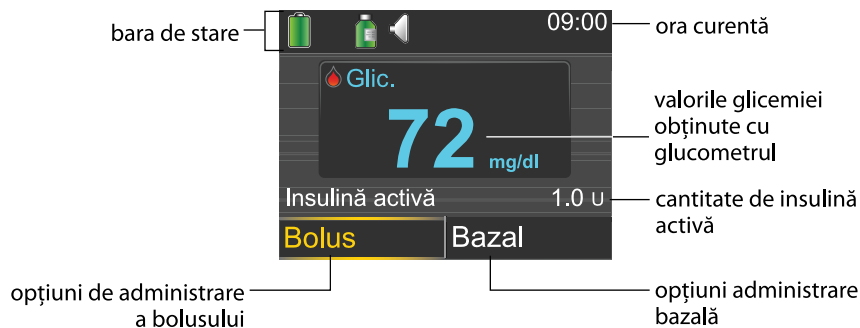 bara de stare
09:00
ora curentă
Glic.
72
mg/dl
valorile glicemiei
obținute cu
glucometrul
Insulină activă
1.0 U
cantitate de insulină
activă
Bolus
Bazal
opțiuni de administrare
a bolusului
opțiuni administrare
bazală